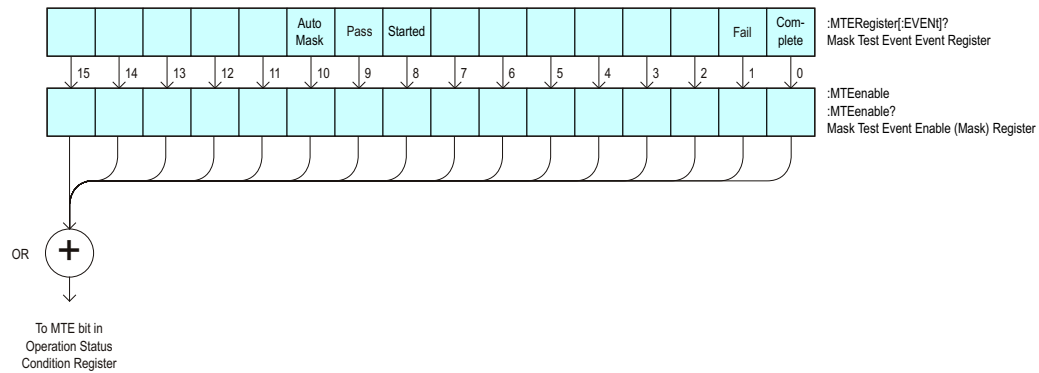 Auto Mask
Pass
Started
Fail
Com-
plete
:MTERegister[:EVENt]?
Mask Test Event Event Register
15 14 13 12 11 10 9 8 7 6 5 4 3 2 1 0
:MTEenable
:MTEenable?
Mask Test Event Enable (Mask) Register
OR
+
To MTE bit in
Operation Status
Condition Register